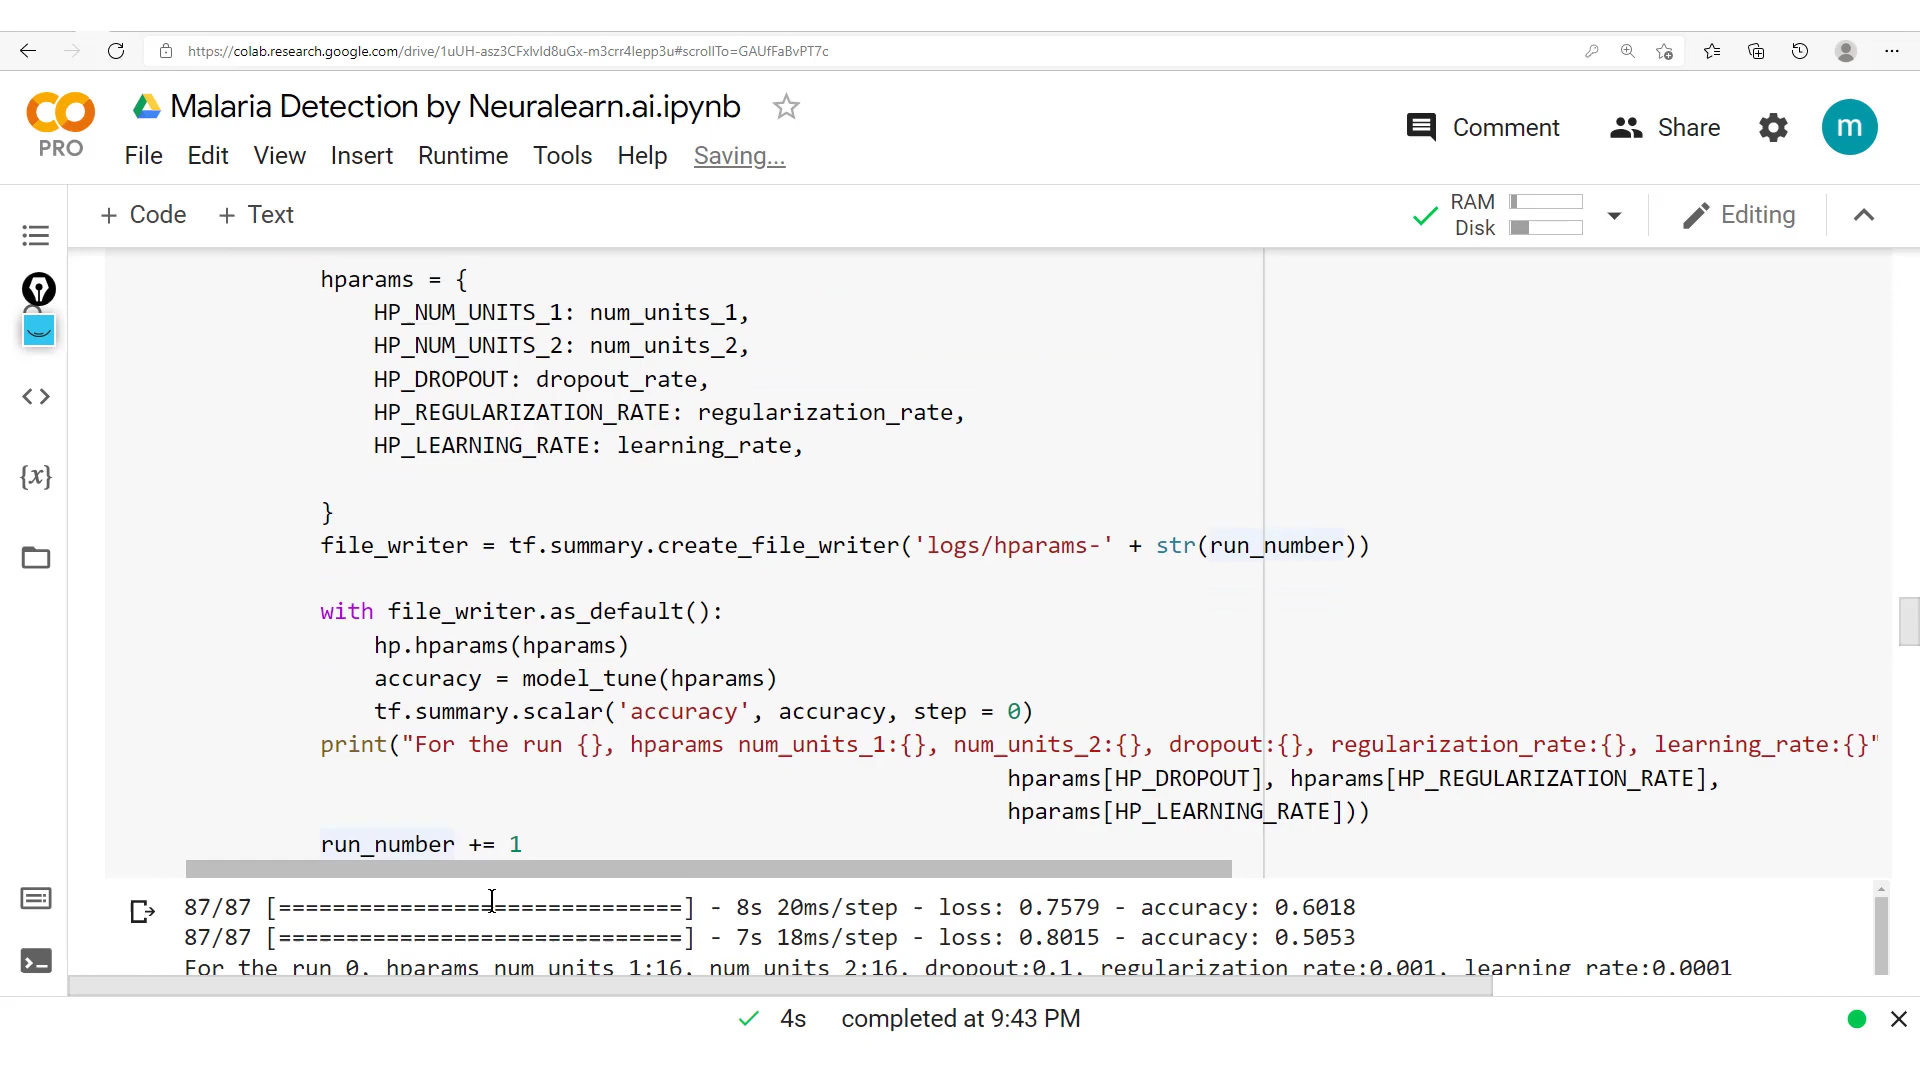 https://colab.research.google.com/drive/1uUH-asz3CFxlvld8uGx-m3crr4lepp3u#scrollTo=GAUfFaBvPT7c
PRO
Malaria Detection by Neuralearn.ai.ipynb
File Edit View Insert Runtime Tools Help Saving...
Comment
Share
m
+ Code + Text
RAM
Disk
Editing
hparams = {
HP_NUM_UNITS_1: num_units_1,
HP_NUM_UNITS_2: num_units_2,
HP_DROPOUT: dropout_rate,
HP_REGULARIZATION_RATE: regularization_rate,
HP_LEARNING_RATE: learning_rate,
}
file_writer = tf.summary.create_file_writer('logs/hparams-' + str(run_number))
with file_writer.as_default():
hp.hparams(hparams)
accuracy = model_tune(hparams)
tf.summary.scalar('accuracy', accuracy, step = 0)
print("For the run {}, hparams num_units_1:{}, num_units_2:{}, dropout:{}, regularization_rate:{}, learning_rate:{}"
hparams[HP_DROPOUT], hparams[HP_REGULARIZATION_RATE],
hparams[HP_LEARNING_RATE]))
run_number += 1
87/87 [==============================] - 8s 20ms/step - loss: 0.7579 - accuracy: 0.6018
87/87 [==============================] - 7s 18ms/step - loss: 0.8015 - accuracy: 0.5053
For the run 0, hparams num_units_1:16, num_units_2:16, dropout:0.1, regularization_rate:0.001, learning_rate:0.0001
4s completed at 9:43 PM